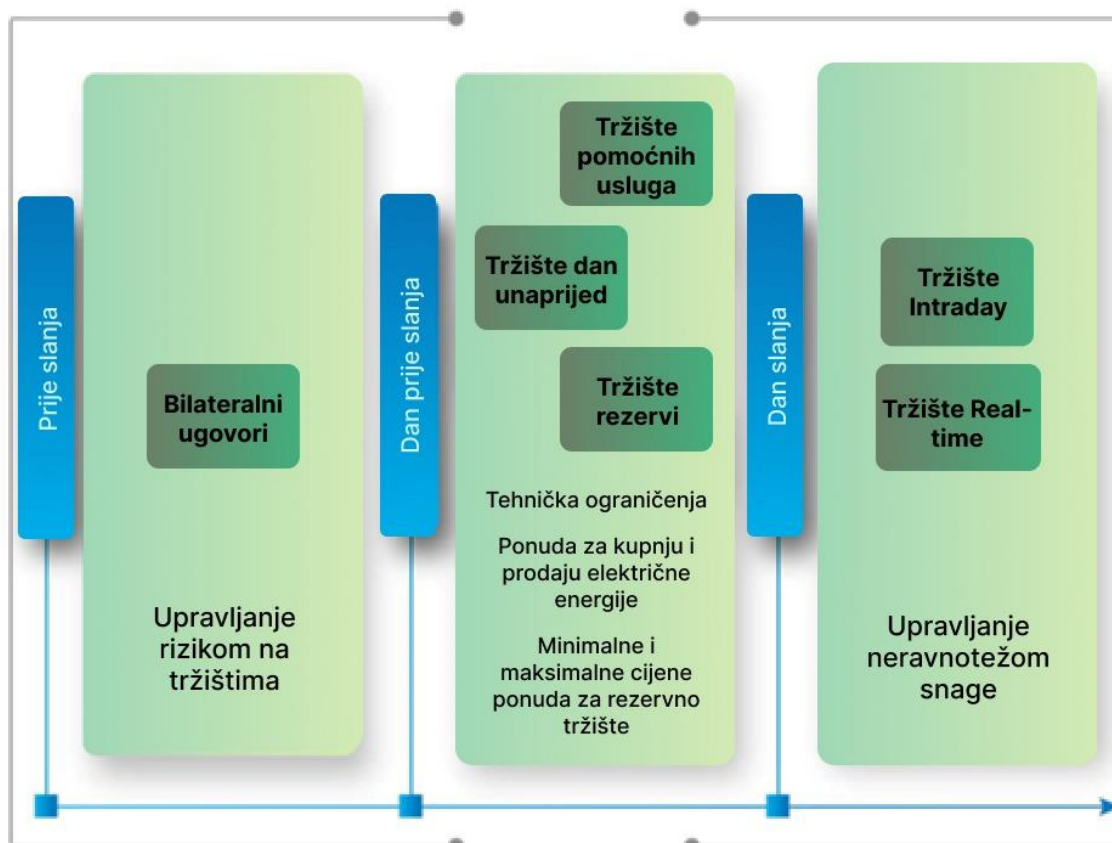 Prije slanja
Bilateralni
ugovori
Upravljanje
rizikom na
tržištima
Dan prije slanja
Tržište
pomoćnih
usluga
Tržište dan
unaprijed
Tržište
rezervi
Tehnička ograničenja
Ponuda za kupnju i
prodaju električne
energije
Minimalne i
maksimalne cijene
ponuda za rezervno
tržište
Dan slanja
Tržište
Intraday
Tržište Real-
time
Upravljanje
neravnotežom
snage